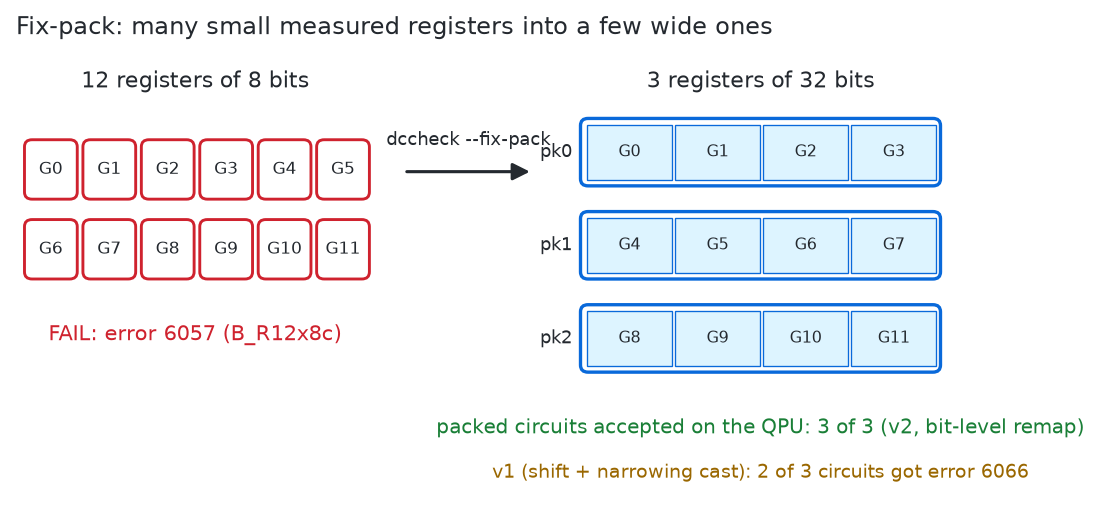 Fix-pack: many small measured registers into a few wide ones
12 registers of 8 bits
3 registers of 32 bits
G0 G1 G2 G3 G4 G5
G6 G7 G8 G9 G10 G11
FAIL: error 6057 (B_R12x8c)
dccheck --fix-pack
pk0 G0 G1 G2 G3
pk1 G4 G5 G6 G7
pk2 G8 G9 G10 G11
packed circuits accepted on the QPU: 3 of 3 (v2, bit-level remap)
v1 (shift + narrowing cast): 2 of 3 circuits got error 6066